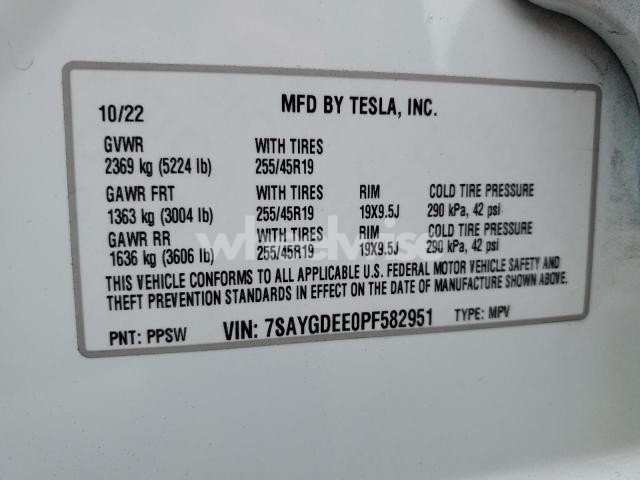 10/22 MFD BY TESLA, INC.
GVWR WITH TIRES
2369 kg (5224 lb) 255/45R19
GAWR FRT WITH TIRES RIM COLD TIRE PRESSURE
1363 kg (3004 lb) 255/45R19 19X9.5J 290 kPa, 42 psi
GAWR RR WITH TIRES RIM COLD TIRE PRESSURE
1636 kg (3606 lb) 255/45R19 19X9.5J 290 kPa, 42 psi
wheelwise
THIS VEHICLE CONFORMS TO ALL APPLICABLE U.S. FEDERAL MOTOR VEHICLE SAFETY AND
THEFT PREVENTION STANDARDS IN EFFECT ON THE DATE OF MANUFACTURE SHOWN ABOVE.
PNT: PPSW VIN: 7SAYGDEE0PF582951 TYPE: MPV